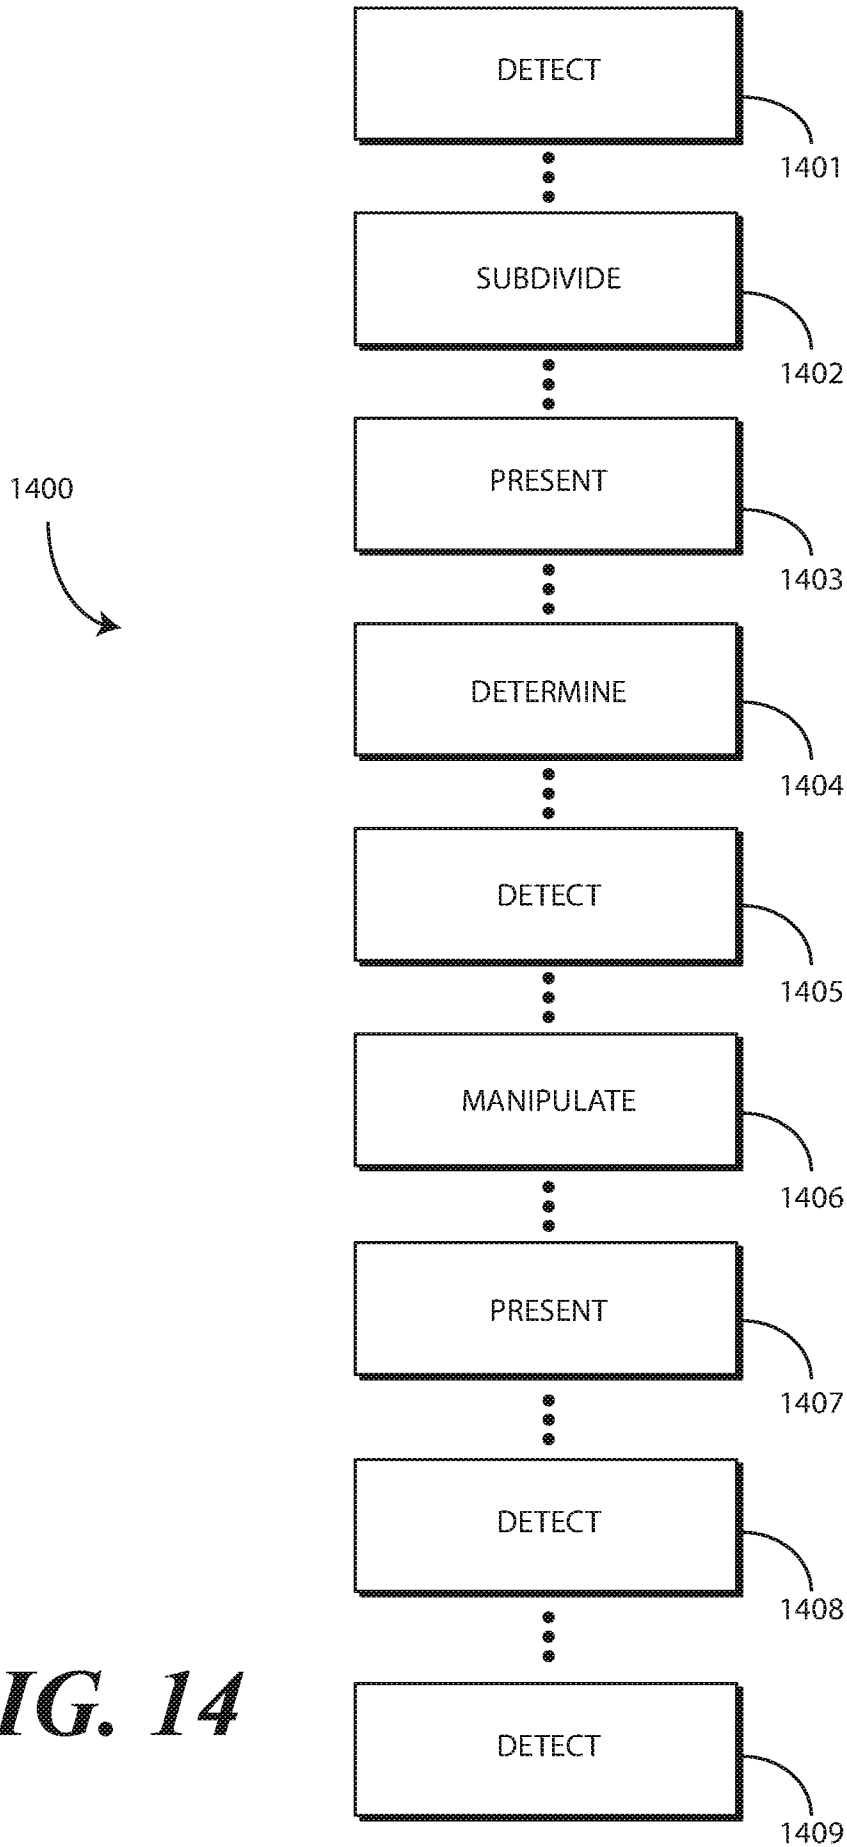 DETECT
1401
SUBDIVIDE
1402
PRESENT
1403
1400
DETERMINE
1404
DETECT
1405
MANIPULATE
1406
PRESENT
1407
DETECT
1408
IG. 14
DETECT
1409